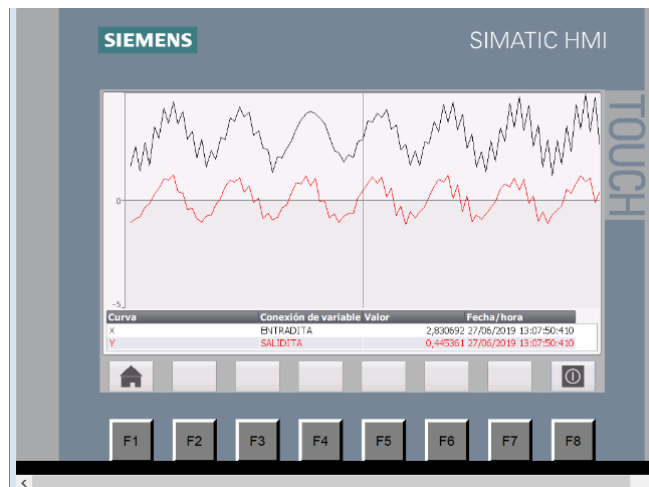 SIEMENS
SIMATIC HMI
TOUCH
0
-5
Curva Conexión de variable Valor Fecha/hora
X ENTRADITA 2,830692 27/06/2019 13:07:50:410
Y SALIDITA 0,445361 27/06/2019 13:07:50:410
F1 F2 F3 F4 F5 F6 F7 F8